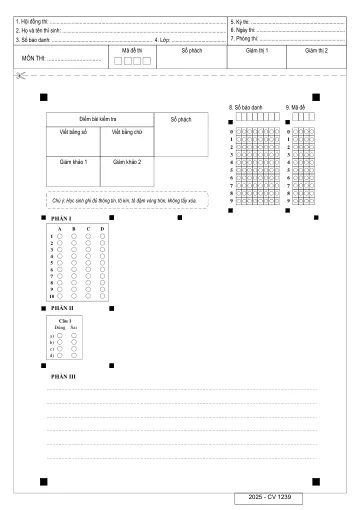 1. Hội đồng thi: ........................................................................
2. Họ và tên thí sinh: ................................................................
3. Số báo danh: ........................................ 4. Lớp: ........................
5. Kỳ thi: ........................................
6. Ngày thi: ........................................
7. Phòng thi: ........................................
MÔN THI: ........................
Mã đề thi
Số phách
Giám thị 1
Giám thị 2
Điểm bài kiểm tra
Số phách
Viết bằng số
Viết bằng chữ
Giám khảo 1
Giám khảo 2
Chú ý: Học sinh ghi đủ thông tin, tô kín, tô đậm vòng tròn, không tẩy xóa.
8. Số báo danh
9. Mã đề
0 0
1 1
2 2
3 3
4 4
5 5
6 6
7 7
8 8
9 9
PHẦN I
A B C D
1
2
3
4
5
6
7
8
9
10
PHẦN II
Câu 1
Đúng Sai
a)
b)
c)
d)
PHẦN III
2025 - CV 1239